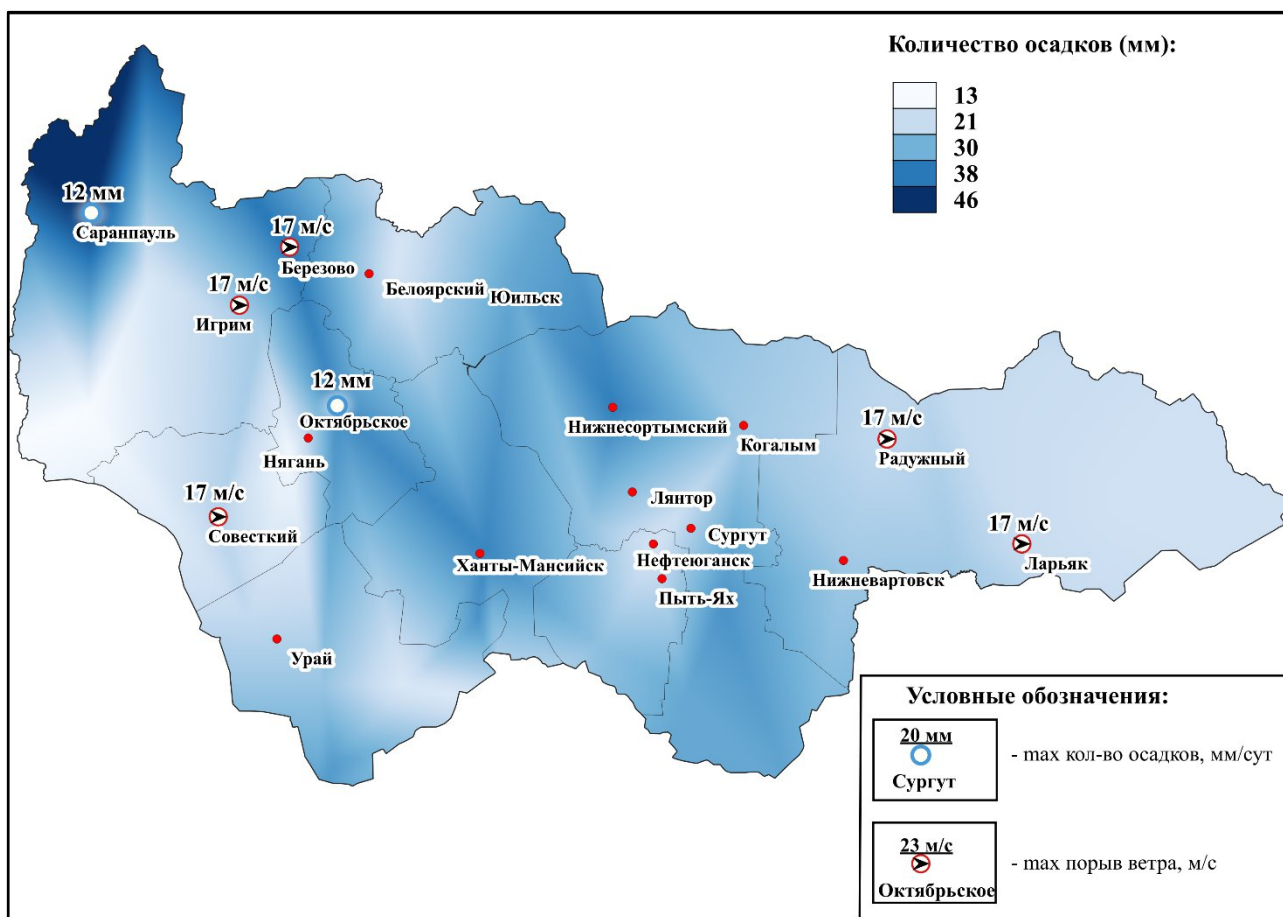 Количество осадков (мм):
13
21
30
38
46
12 мм
Саранпауль
17 м/с
Березово
17 м/с
Игрим
Белоярский
Юильск
12 мм
Октябрьское
Нягань
Нижнесортымский
Когалым
17 м/с
Радужный
17 м/с
Совесткий
Лянтор
Сургут
Нефтеюганск
Ханты-Мансийск
Пыть-Ях
Нижневартовск
17 м/с
Ларьяк
Урай
Условные обозначения:
20 мм
Сургут
- max кол-во осадков, мм/сут
23 м/с
Октябрьское
- max порыв ветра, м/с